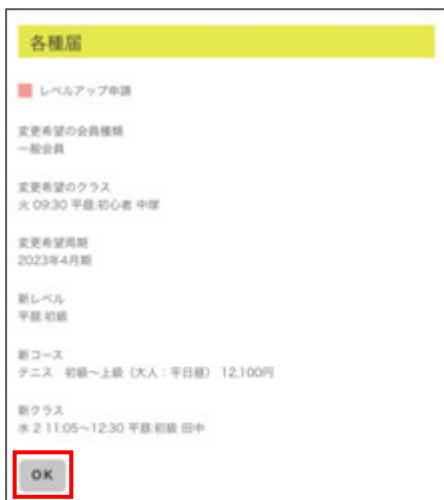 各種届
レベルアップ申請
変更希望の会員種類
一般会員
変更希望のクラス
火 09:30 平昼.初心者 中塚
変更希望周期
2023年4月期
新レベル
平昼.初級
新コース
テニス 初級～上級（大人：平日昼） 12,100円
新クラス
水 2 11:05～12:30 平昼.初級 田中
OK